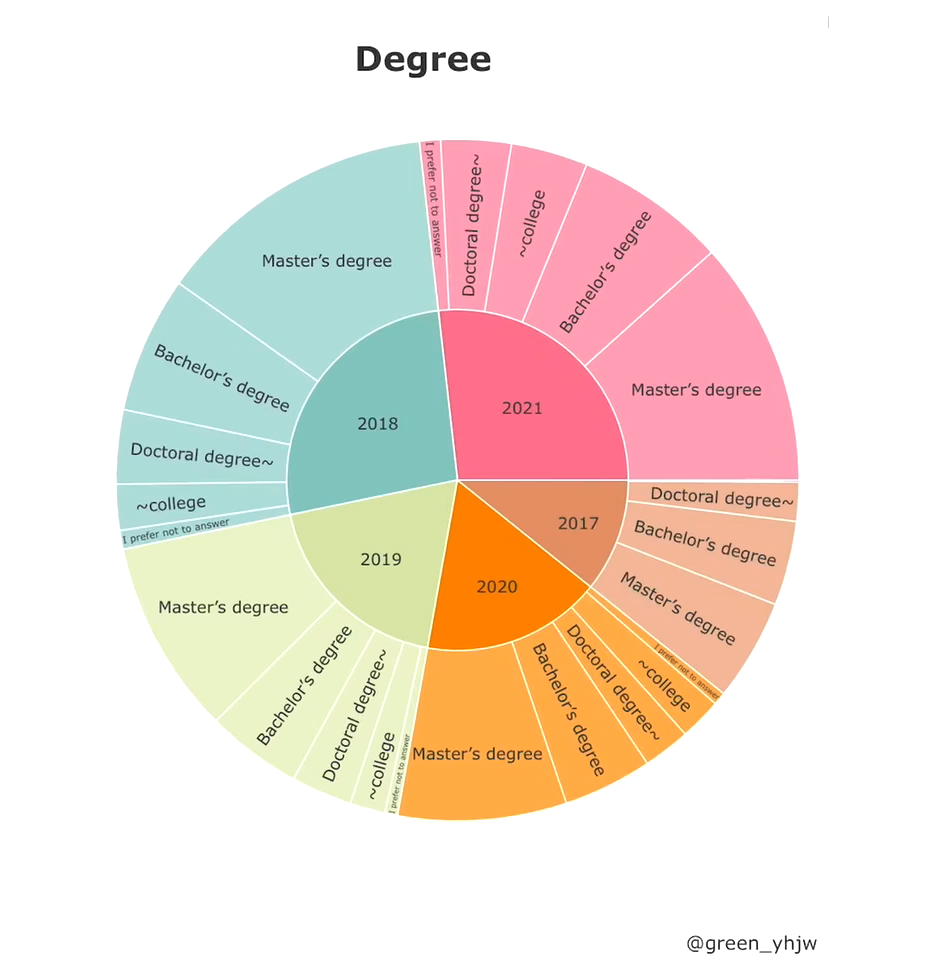 Degree
2021
Master’s degree
Bachelor’s degree
~college
Doctoral degree~
I prefer not to answer
2018
Master’s degree
Bachelor’s degree
Doctoral degree~
~college
I prefer not to answer
2019
Master’s degree
Bachelor’s degree
Doctoral degree~
~college
I prefer not to answer
2020
Master’s degree
Bachelor’s degree
Doctoral degree~
~college
I prefer not to answer
2017
Master’s degree
Bachelor’s degree
Doctoral degree~
@green_yhjw